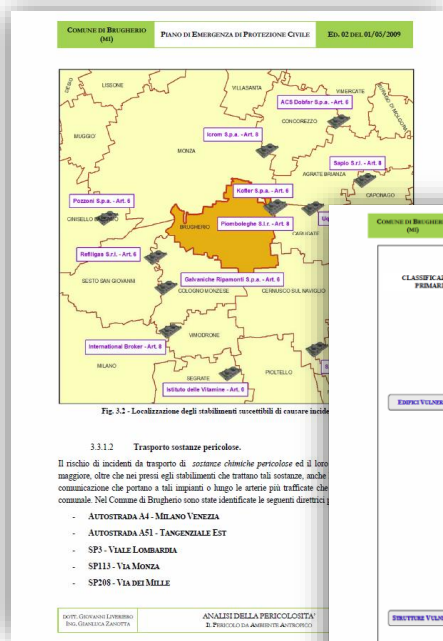 COMUNE DI BRUGHERIO
(MI)
PIANO DI EMERGENZA DI PROTEZIONE CIVILE
ED. 02 DEL 01/05/2009
DESIO
LISSONE
VILLASANTA
VIMERCATE
ACS Dobfar S.p.a. - Art. 6
CONCOREZZO
MUGGIO'
Icrom S.p.a. - Art. 6
MONZA
AGRATE BRIANZA
Sapio S.r.l. - Art. 8
Kofler S.p.a. - Art. 6
CAPONAGO
Pozzoni S.p.a. - Art. 6
CINISELLO
BRUGHERIO
Piomboleghe S.r.l. - Art. 8
CARUGATE
Rafilgas S.r.l. - Art. 6
SESTO SAN GIOVANNI
Galvaniche Ripamonti S.p.a. - Art. 6
COLOGNO MONZESE
CERNUSCO SUL NAVIGLIO
VIMODRONE
International Broker - Art. 8
MILANO
PIOLTELLO
SEGRATE
Istituto delle Vitamine - Art. 6
Fig. 3.2 - Localizzazione degli stabilimenti suscettibili di causare incide
3.3.1.2 Trasporto sostanze pericolose.
Il rischio di incidenti da trasporto di sostanze chimiche pericolose ed il loro
maggiore, oltre che nei pressi egli stabilimenti che trattano tali sostanze, anche
comunicazione che portano a tali impianti o lungo le arterie più trafficate che
comunale. Nel Comune di Brugherio sono state identificate le seguenti direttrici p
- AUTOSTRADA A4 - MILANO VENEZIA
- AUTOSTRADA A51 - TANGENZIALE EST
- SP3 - VIALE LOMBARDIA
- SP113 - VIA MONZA
- SP208 - VIA DEI MILLE
DOTT. GIOVANNI LIVERIERO
ING. GIANLUCA ZANOTTA
ANALISI DELLA PERICOLOSITA'
IL PERICOLO DA AMBIENTE ANTROPICO
COMUNE DI BRUGHER
(MI)
CLASSIFICAZ
PRIMARI
EDIFICI VULNER
STRUTTURE VULN